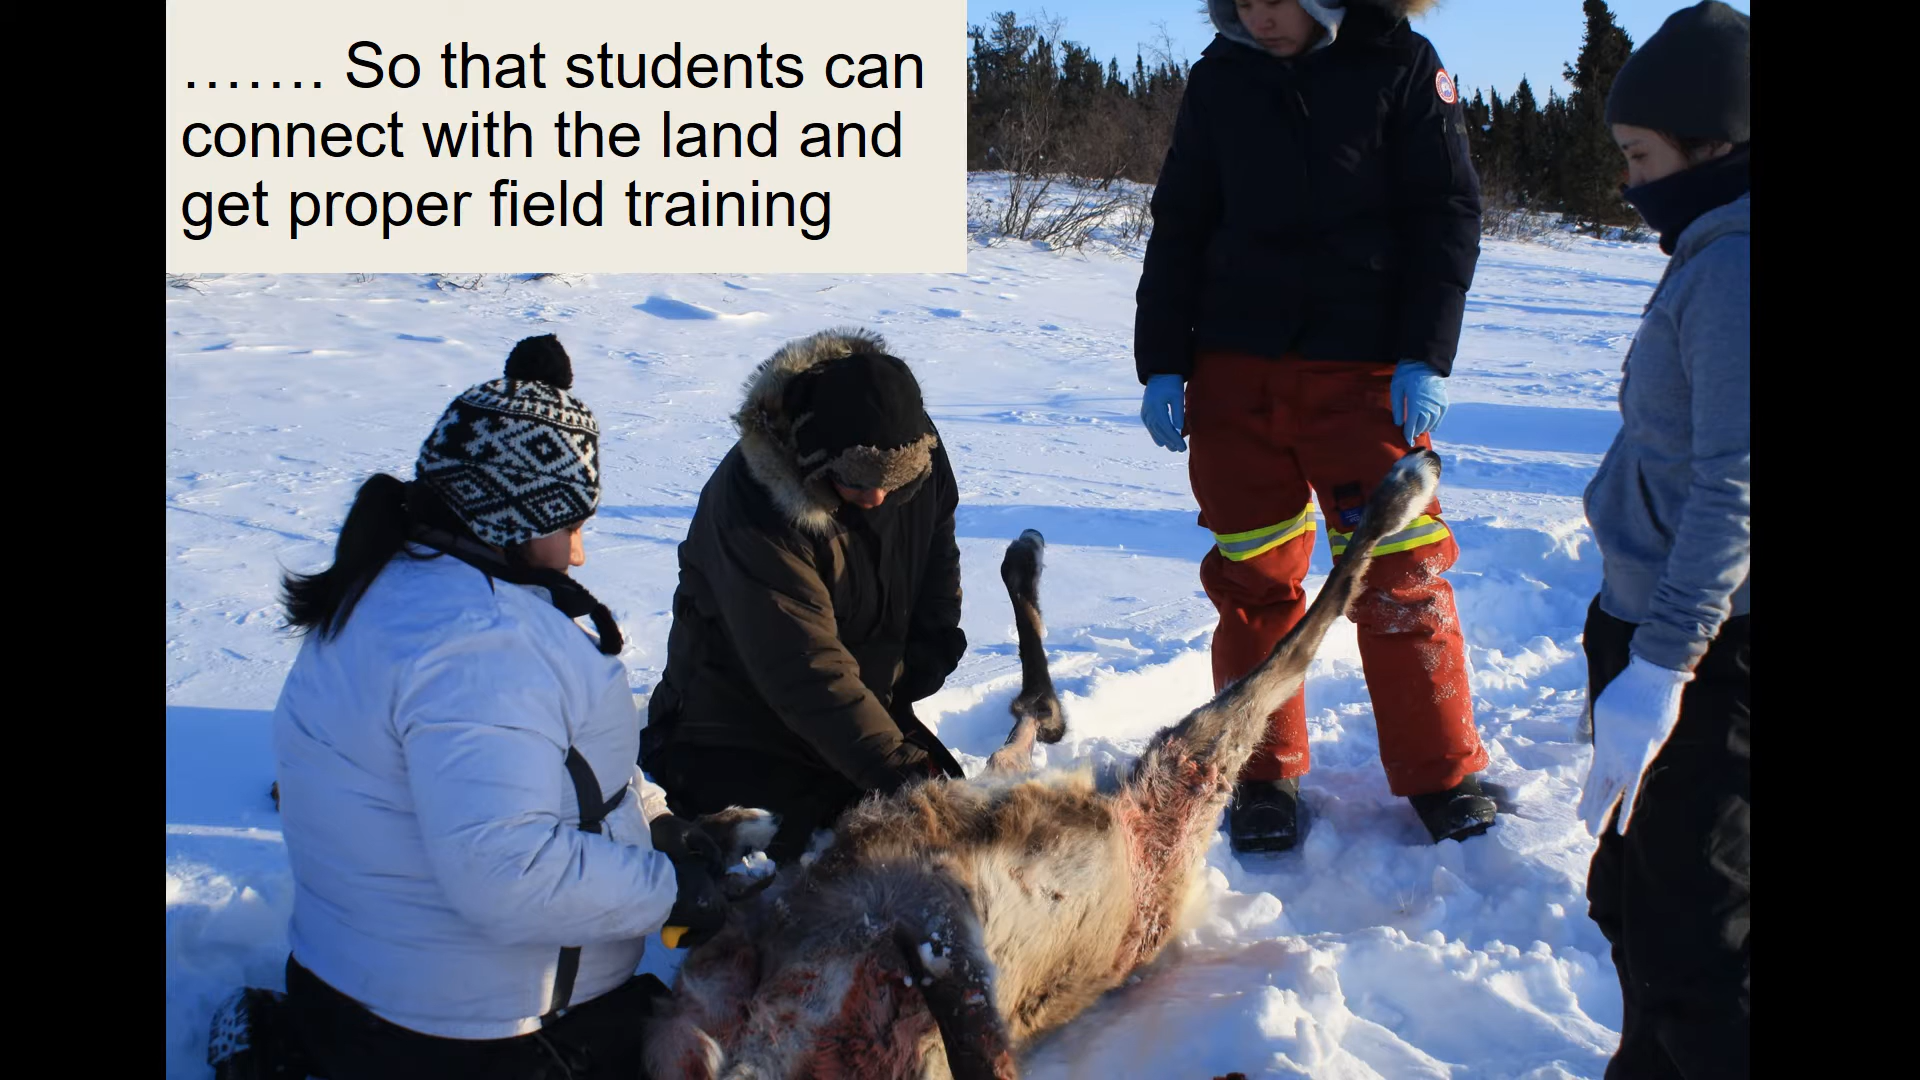 ....... So that students can
connect with the land and
get proper field training